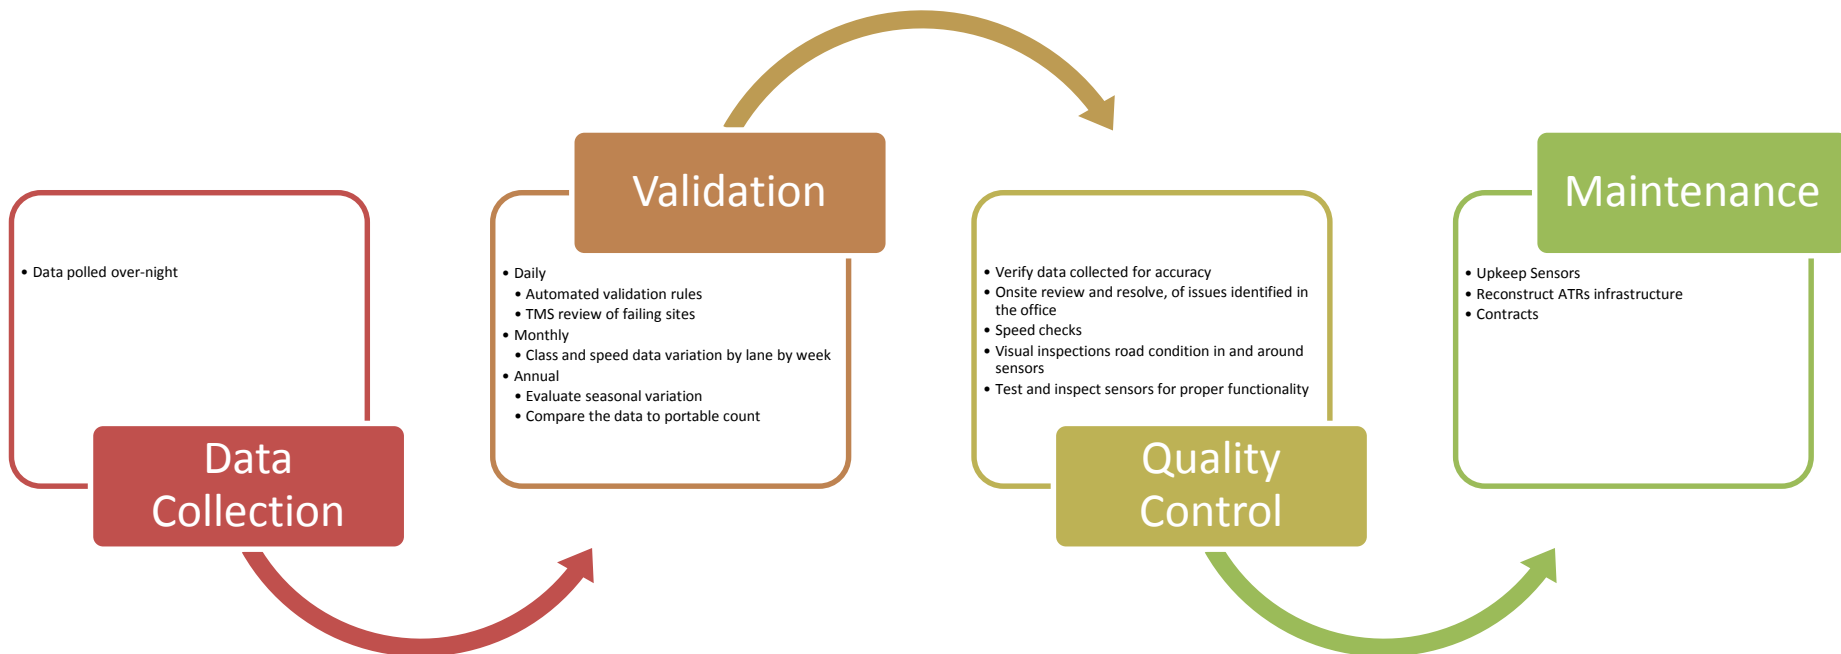 Data
Collection
• Data polled over-night
Validation
• Daily
• Automated validation rules
• TMS review of failing sites
• Monthly
• Class and speed data variation by lane by week
• Annual
• Evaluate seasonal variation
• Compare the data to portable count
Quality
Control
• Verify data collected for accuracy
• Onsite review and resolve, of issues identified in
the office
• Speed checks
• Visual inspections road condition in and around
sensors
• Test and inspect sensors for proper functionality
Maintenance
• Upkeep Sensors
• Reconstruct ATRs infrastructure
• Contracts